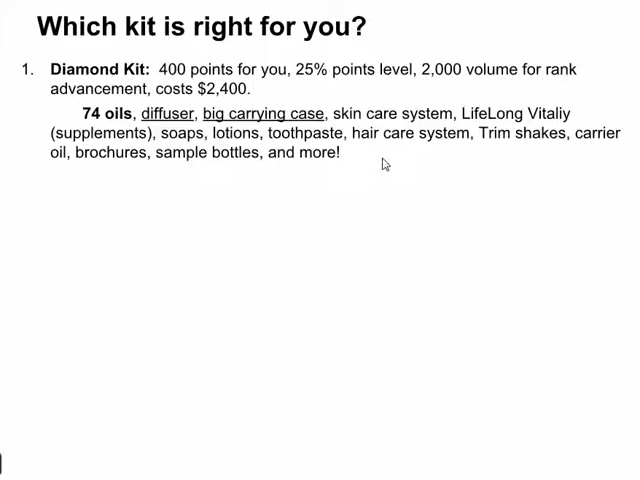 Which kit is right for you?
1. Diamond Kit: 400 points for you, 25% points level, 2,000 volume for rank
advancement, costs $2,400.
74 oils, diffuser, big carrying case, skin care system, LifeLong Vitaliy
(supplements), soaps, lotions, toothpaste, hair care system, Trim shakes, carrier
oil, brochures, sample bottles, and more!